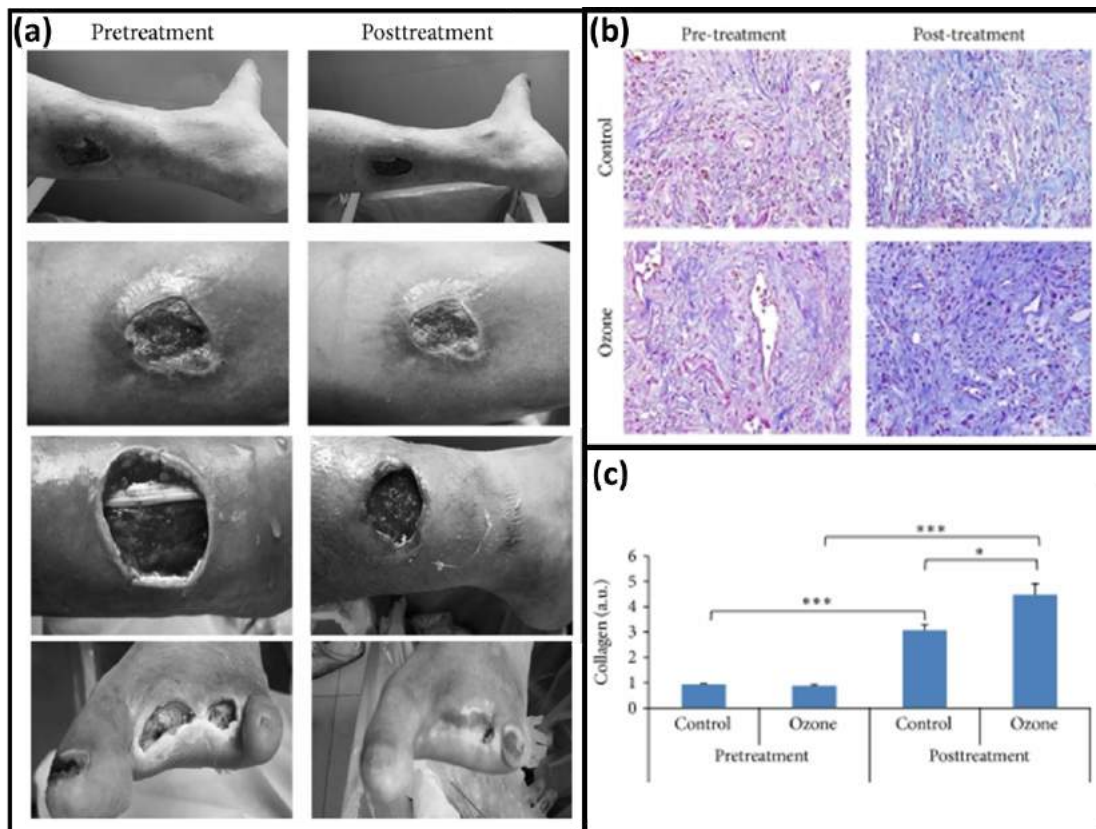 (a)
Pretreatment Posttreatment
(b)
Pre-treatment Post-treatment
Control
Ozone
(c)
*** 
*
***
Collagen (a.u.)
6
5
4
3
2
1
0
Control Ozone Control Ozone
Pretreatment Posttreatment